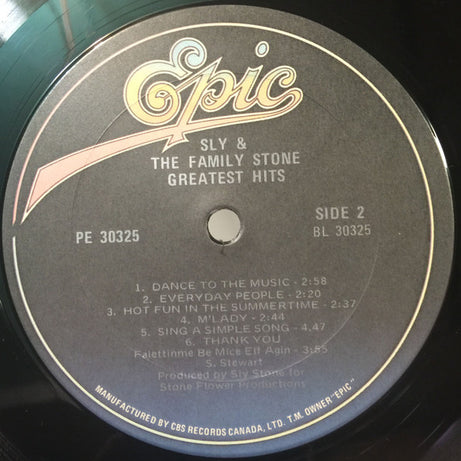 Epic
SLY &
THE FAMILY STONE
GREATEST HITS
PE 30325
SIDE 2
BL 30325
1. DANCE TO THE MUSIC - 2:58
2. EVERYDAY PEOPLE - 2:20
3. HOT FUN IN THE SUMMERTIME - 2:37
4. M'LADY - 2:44
5. SING A SIMPLE SONG - 4.47
6. THANK YOU
Falettinme Be Mice Elf Agin - 3:55
S. Stewart
Produced by Sly Stone for
Stone Flower Productions
MANUFACTURED BY CBS RECORDS CANADA, LTD. T.M. OWNER "EPIC"